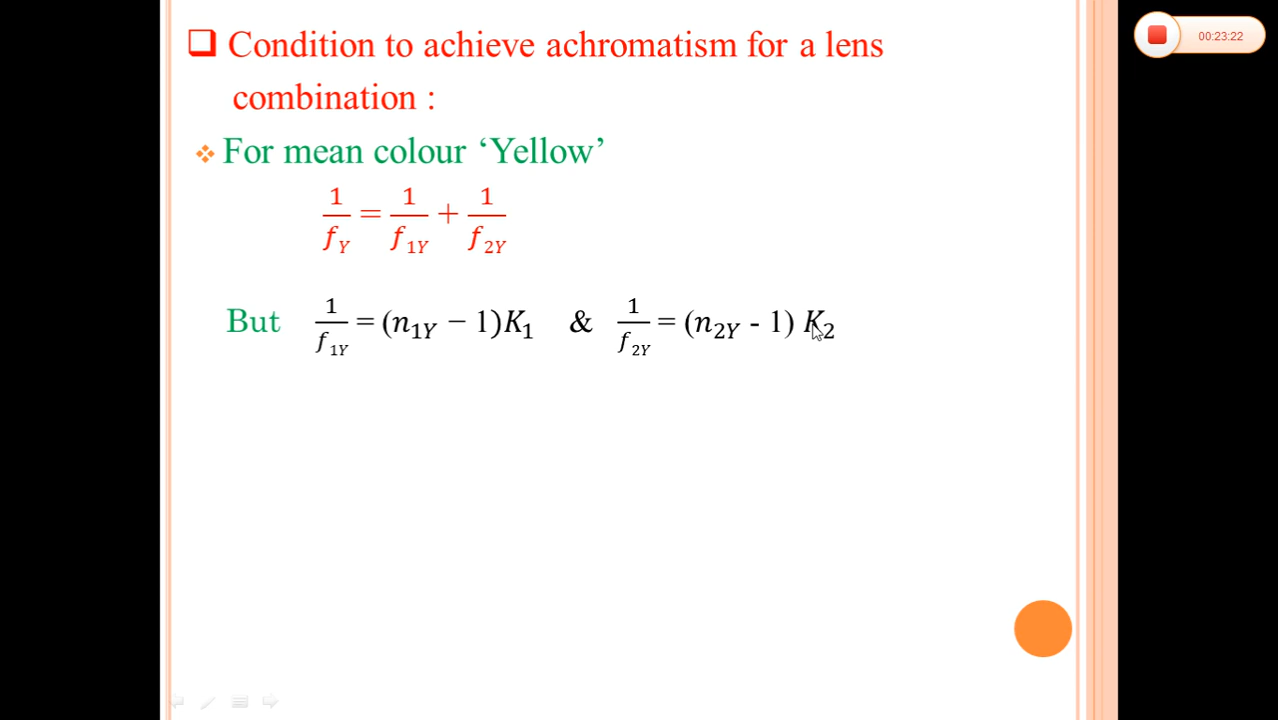 00:23:22
❑ Condition to achieve achromatism for a lens
combination :
❖ For mean colour ‘Yellow’
1/f_Y = 1/f_1Y + 1/f_2Y
But 1/f_1Y = (n_1Y − 1)K_1 & 1/f_2Y = (n_2Y - 1) K_2